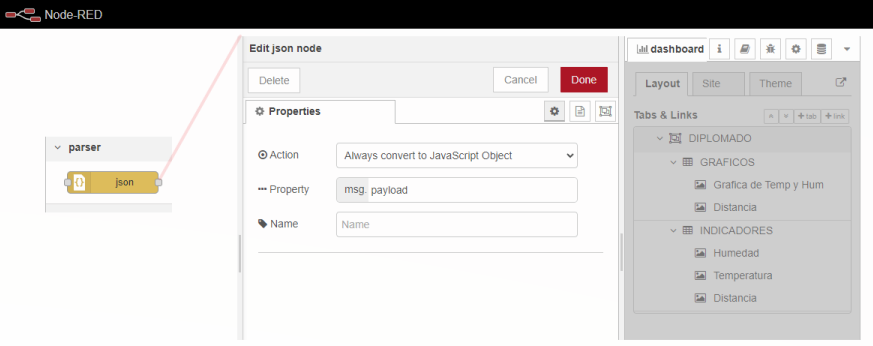 Node-RED
Edit json node
Delete
Cancel
Done
Properties
Action
Always convert to JavaScript Object
Property
msg. payload
Name
Name
parser
json
dashboard
Layout
Site
Theme
Tabs & Links
tab
link
DIPLOMADO
GRAFICOS
Grafica de Temp y Hum
Distancia
INDICADORES
Humedad
Temperatura
Distancia